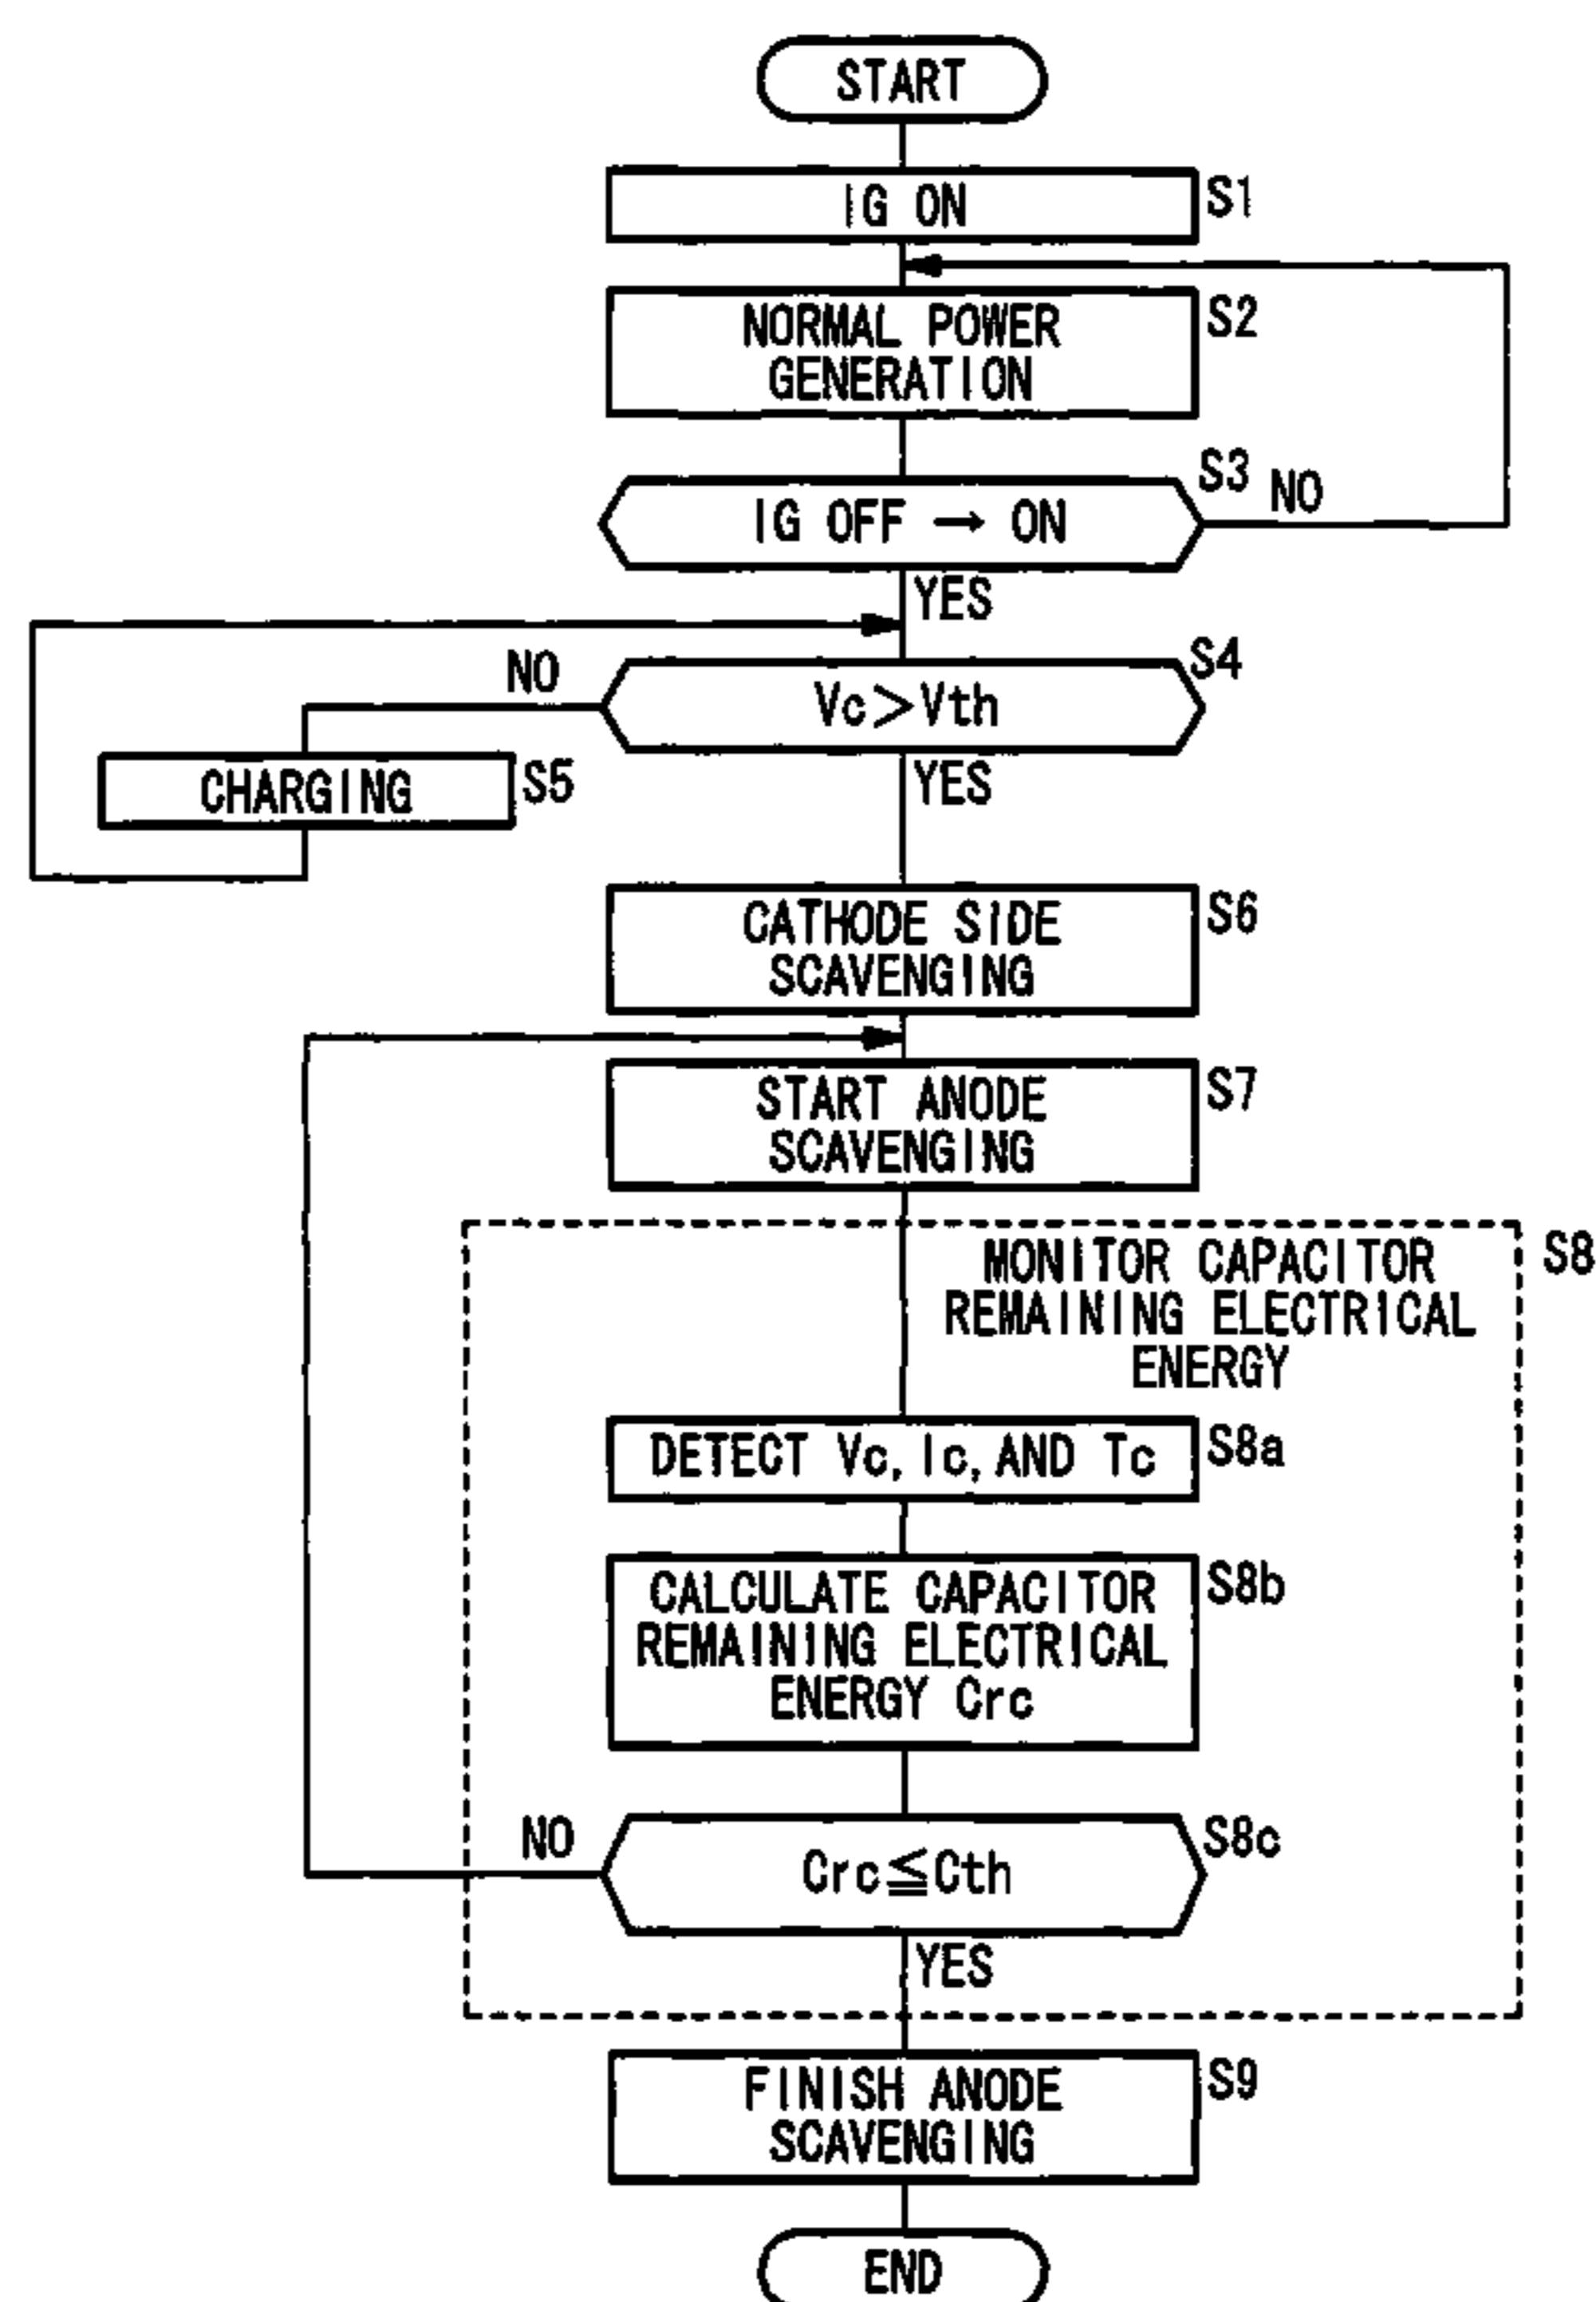 START
IG ON
S1
NORMAL POWER
GENERATION
S2
IG OFF → ON
S3
NO
YES
Vc>Vth
S4
NO
YES
CHARGING
S5
CATHODE SIDE
SCAVENGING
S6
START ANODE
SCAVENGING
S7
MONITOR CAPACITOR
REMAINING ELECTRICAL
ENERGY
S8
DETECT Vc, Ic, AND Tc
S8a
CALCULATE CAPACITOR
REMAINING ELECTRICAL
ENERGY Crc
S8b
Crc≦Cth
S8c
NO
YES
FINISH ANODE
SCAVENGING
S9
END